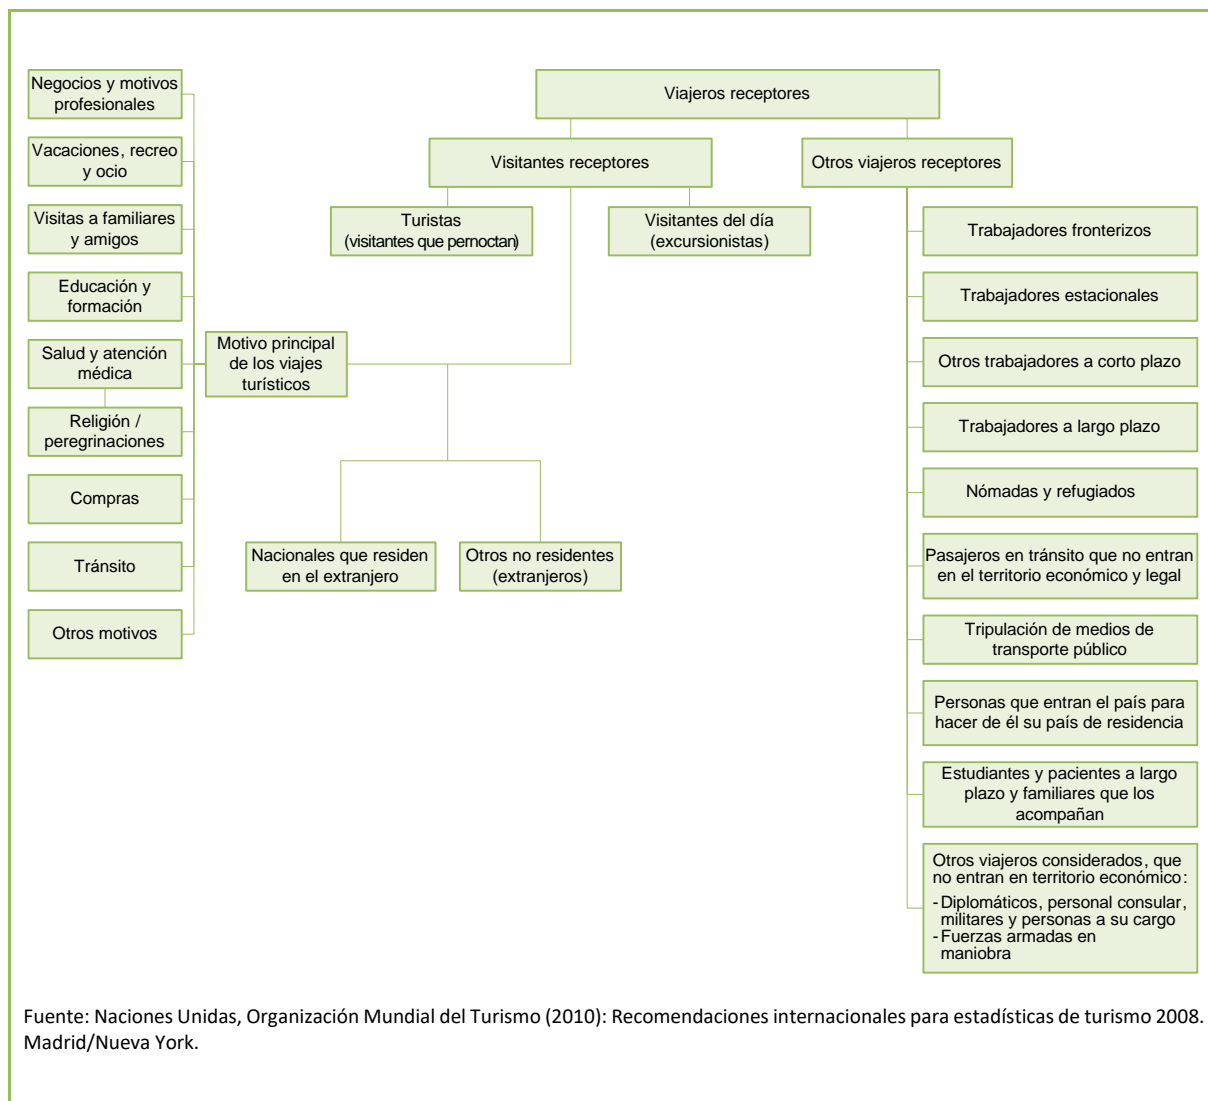 Viajeros receptores
Visitantes receptores
Otros viajeros receptores
Turistas
(visitantes que pernoctan)
Visitantes del día
(excursionistas)
Negocios y motivos
profesionales
Vacaciones, recreo
y ocio
Visitas a familiares
y amigos
Educación y
formación
Salud y atención
médica
Religión /
peregrinaciones
Compras
Tránsito
Otros motivos
Motivo principal
de los viajes
turísticos
Nacionales que residen
en el extranjero
Otros no residentes
(extranjeros)
Trabajadores fronterizos
Trabajadores estacionales
Otros trabajadores a corto plazo
Trabajadores a largo plazo
Nómadas y refugiados
Pasajeros en tránsito que no entran
en el territorio económico y legal
Tripulación de medios de
transporte público
Personas que entran el país para
hacer de él su país de residencia
Estudiantes y pacientes a largo
plazo y familiares que los
acompañan
Otros viajeros considerados, que
no entran en territorio económico:
- Diplomáticos, personal consular,
militares y personas a su cargo
- Fuerzas armadas en
maniobra
Fuente: Naciones Unidas, Organización Mundial del Turismo (2010): Recomendaciones internacionales para estadísticas de turismo 2008.
Madrid/Nueva York.